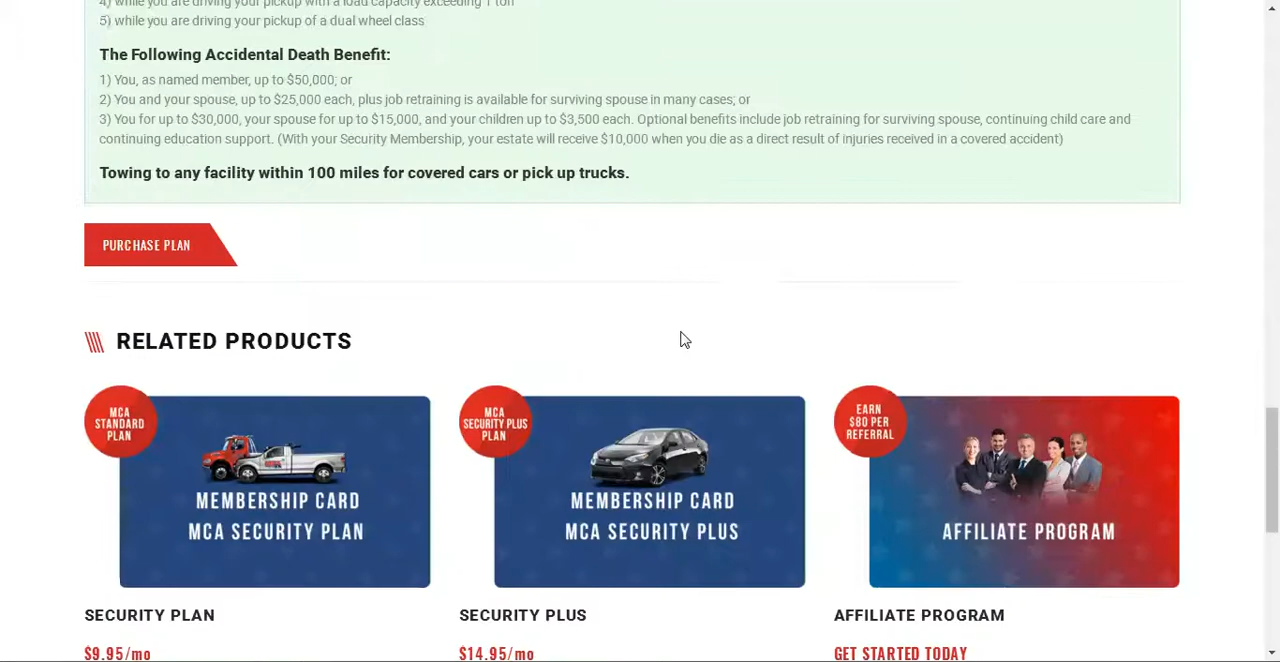 4) while you are driving your pickup with a load capacity exceeding 1 ton
5) while you are driving your pickup of a dual wheel class
The Following Accidental Death Benefit:
1) You, as named member, up to $50,000; or
2) You and your spouse, up to $25,000 each, plus job retraining is available for surviving spouse in many cases; or
3) You for up to $30,000, your spouse for up to $15,000, and your children up to $3,500 each. Optional benefits include job retraining for surviving spouse, continuing child care and
continuing education support. (With your Security Membership, your estate will receive $10,000 when you die as a direct result of injuries received in a covered accident)
Towing to any facility within 100 miles for covered cars or pick up trucks.
PURCHASE PLAN
RELATED PRODUCTS
MCA
STANDARD
PLAN
MEMBERSHIP CARD
MCA SECURITY PLAN
MCA
SECURITY PLUS
PLAN
MEMBERSHIP CARD
MCA SECURITY PLUS
EARN
$80 PER
REFERRAL
AFFILIATE PROGRAM
SECURITY PLAN
SECURITY PLUS
AFFILIATE PROGRAM
$9.95/mo
$14.95/mo
GET STARTED TODAY